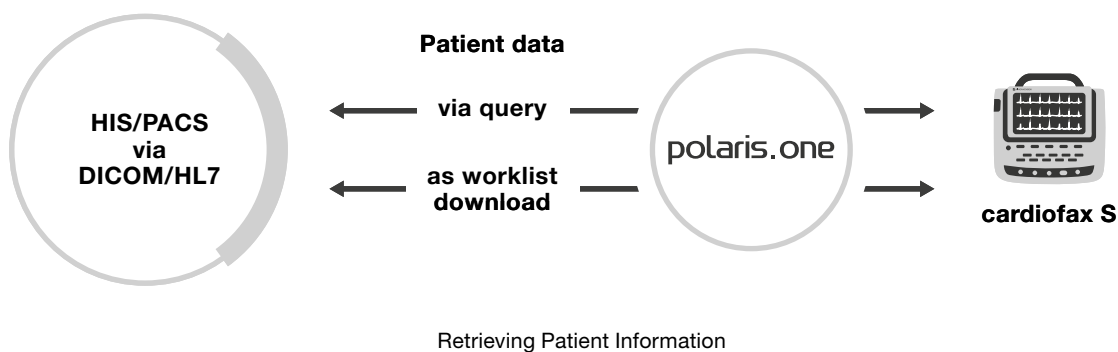 Patient data
HIS/PACS
via
DICOM/HL7
via query
as worklist
download
polaris.one
cardiofax S
Retrieving Patient Information